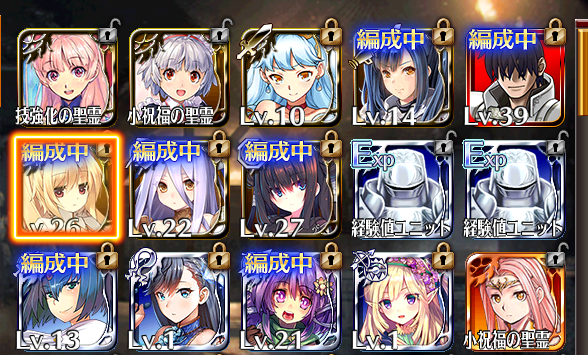 技強化の聖霊
小祝福の聖霊
Lv.10
編成中
Lv.14
編成中
Lv.39
編成中
Lv.26
編成中
Lv.22
編成中
Lv.27
Exp
経験値ユニット
Exp
経験値ユニット
編成中
Lv.13
Lv.1
編成中
Lv.21
Lv.1
小祝福の聖霊